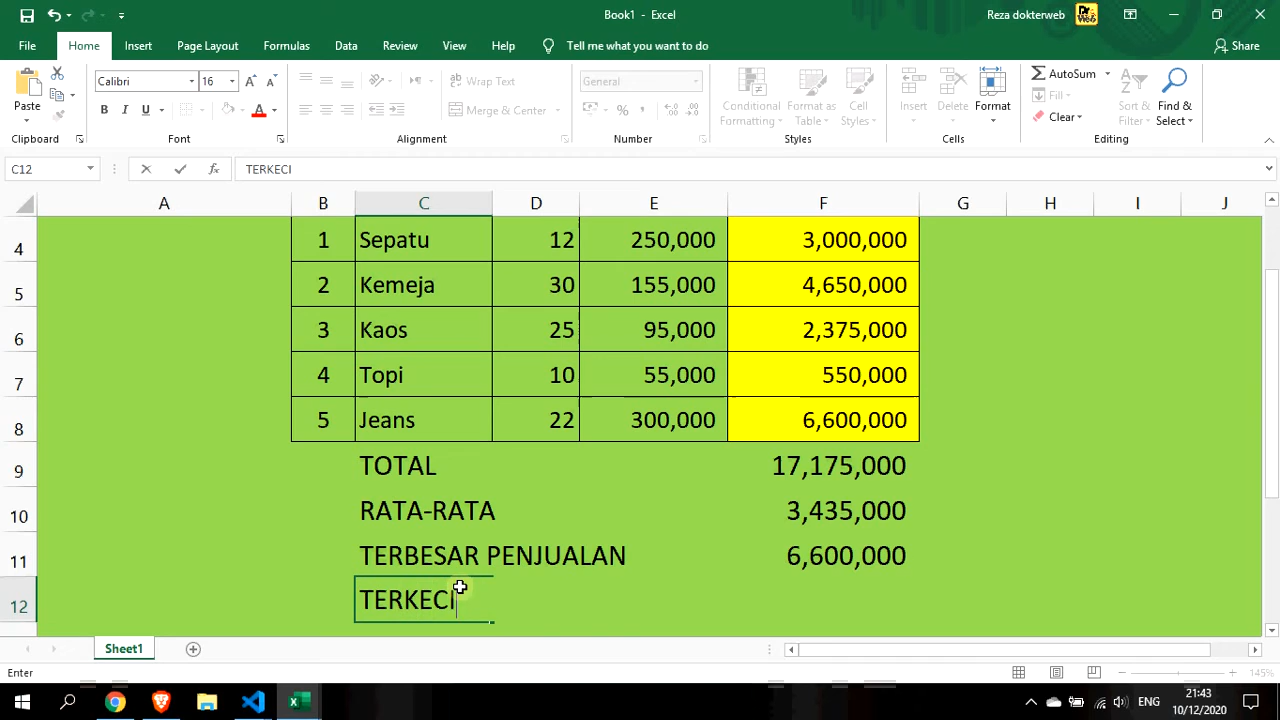 Book1 - Excel
Reza dokterweb
File Home Insert Page Layout Formulas Data Review View Help Tell me what you want to do Share
Paste
Calibri 16
B I U
Wrap Text
Merge & Center
General
Conditional Formatting
Format as Table
Cell Styles
Insert
Delete
Format
AutoSum
Fill
Clear
Sort & Filter
Find & Select
Clipboard Font Alignment Number Styles Cells Editing
C12 fx TERKECI
A B C D E F G H I J
4 1 Sepatu 12 250,000 3,000,000
5 2 Kemeja 30 155,000 4,650,000
6 3 Kaos 25 95,000 2,375,000
7 4 Topi 10 55,000 550,000
8 5 Jeans 22 300,000 6,600,000
9 TOTAL 17,175,000
10 RATA-RATA 3,435,000
11 TERBESAR PENJUALAN 6,600,000
12 TERKECI
Sheet1
Enter 145%
ENG 21:43
10/12/2020